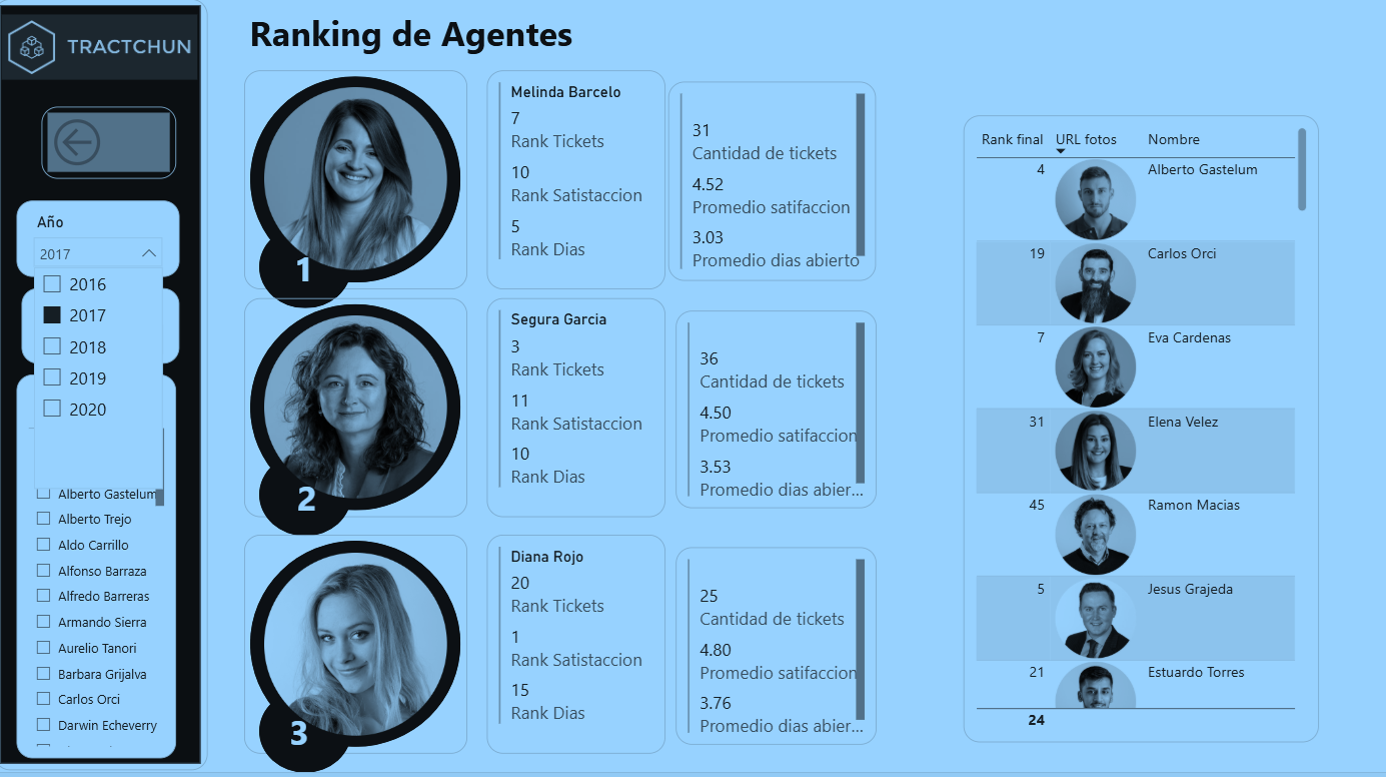 TRACTCHUN
Año
2017
2016
2017
2018
2019
2020
Alberto Gastelum
Alberto Trejo
Aldo Carrillo
Alfonso Barraza
Alfredo Barreras
Armando Sierra
Aurelio Tanori
Barbara Grijalva
Carlos Orci
Darwin Echeverry
Ranking de Agentes
1
Melinda Barcelo
7
Rank Tickets
10
Rank Satistaccion
5
Rank Dias
31
Cantidad de tickets
4.52
Promedio satifaccion
3.03
Promedio dias abierto
2
Segura Garcia
3
Rank Tickets
11
Rank Satistaccion
10
Rank Dias
36
Cantidad de tickets
4.50
Promedio satifaccion
3.53
Promedio dias abier...
3
Diana Rojo
20
Rank Tickets
1
Rank Satistaccion
15
Rank Dias
25
Cantidad de tickets
4.80
Promedio satifaccion
3.76
Promedio dias abier...
Rank final URL fotos Nombre
4 Alberto Gastelum
19 Carlos Orci
7 Eva Cardenas
31 Elena Velez
45 Ramon Macias
5 Jesus Grajeda
21 Estuardo Torres
24